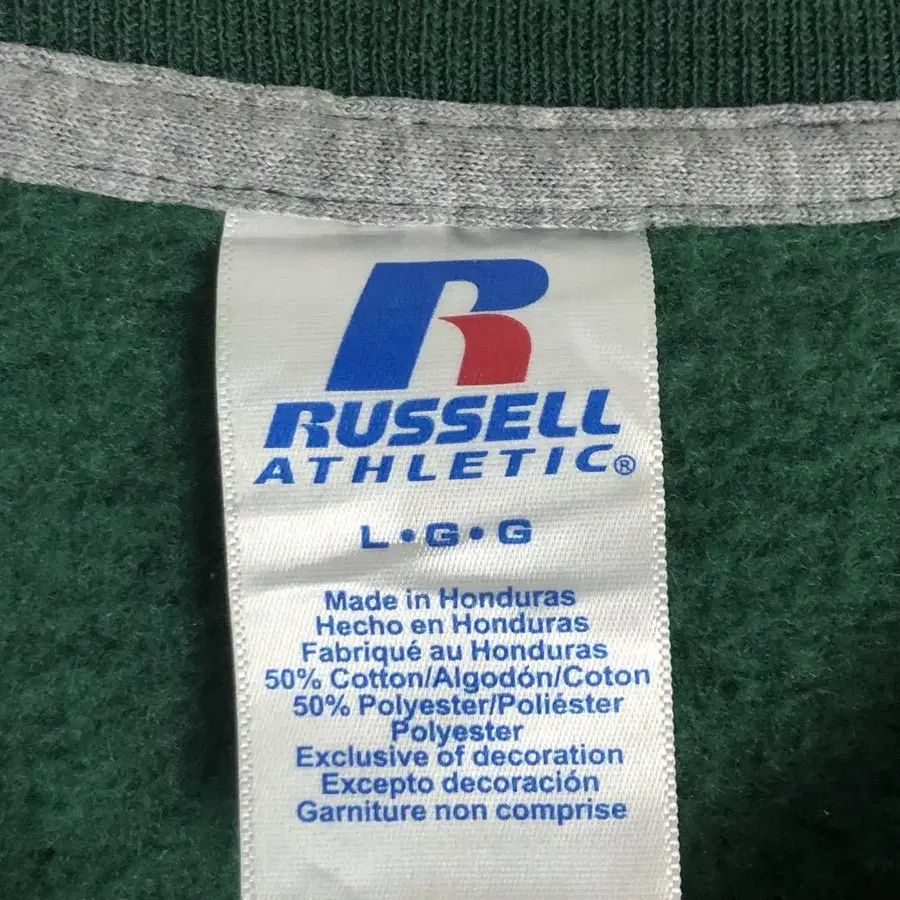 R
RUSSELL
ATHLETIC®
L•G•G
Made in Honduras
Hecho en Honduras
Fabriqué au Honduras
50% Cotton/Algodón/Coton
50% Polyester/Poliéster
Polyester
Exclusive of decoration
Excepto decoración
Garniture non comprise